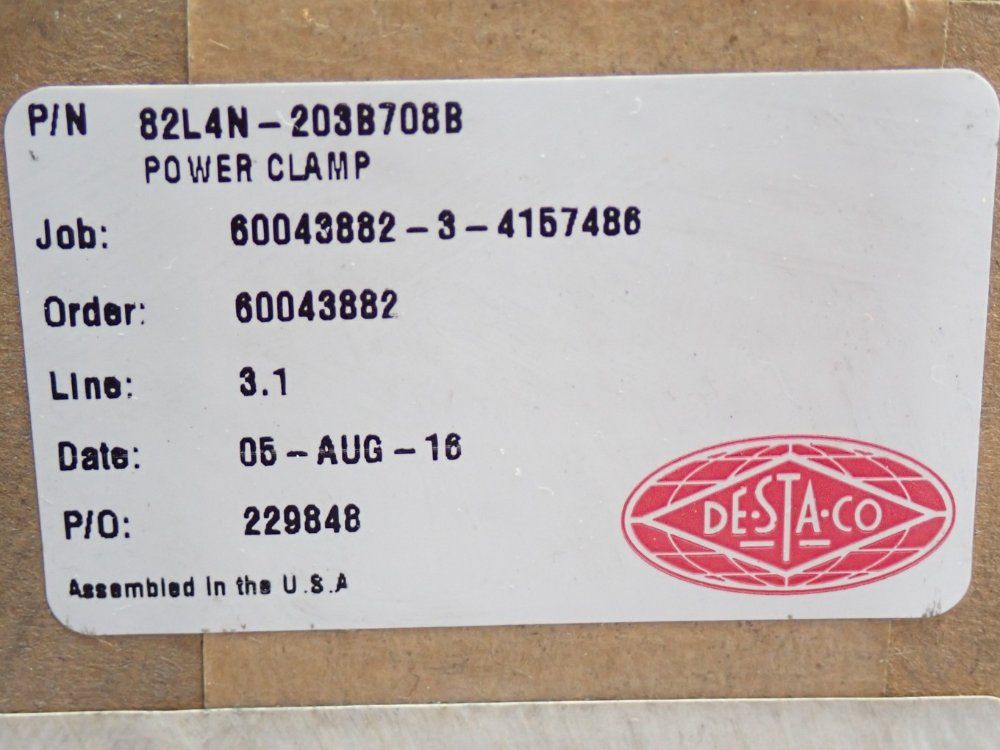 P/N 82L4N-203B708B
POWER CLAMP
Job: 60043882-3-4157486
Order: 60043882
Line: 3.1
Date: 05-AUG-16
P/O: 229848
Assembled in the U.S.A
DE-STA-CO